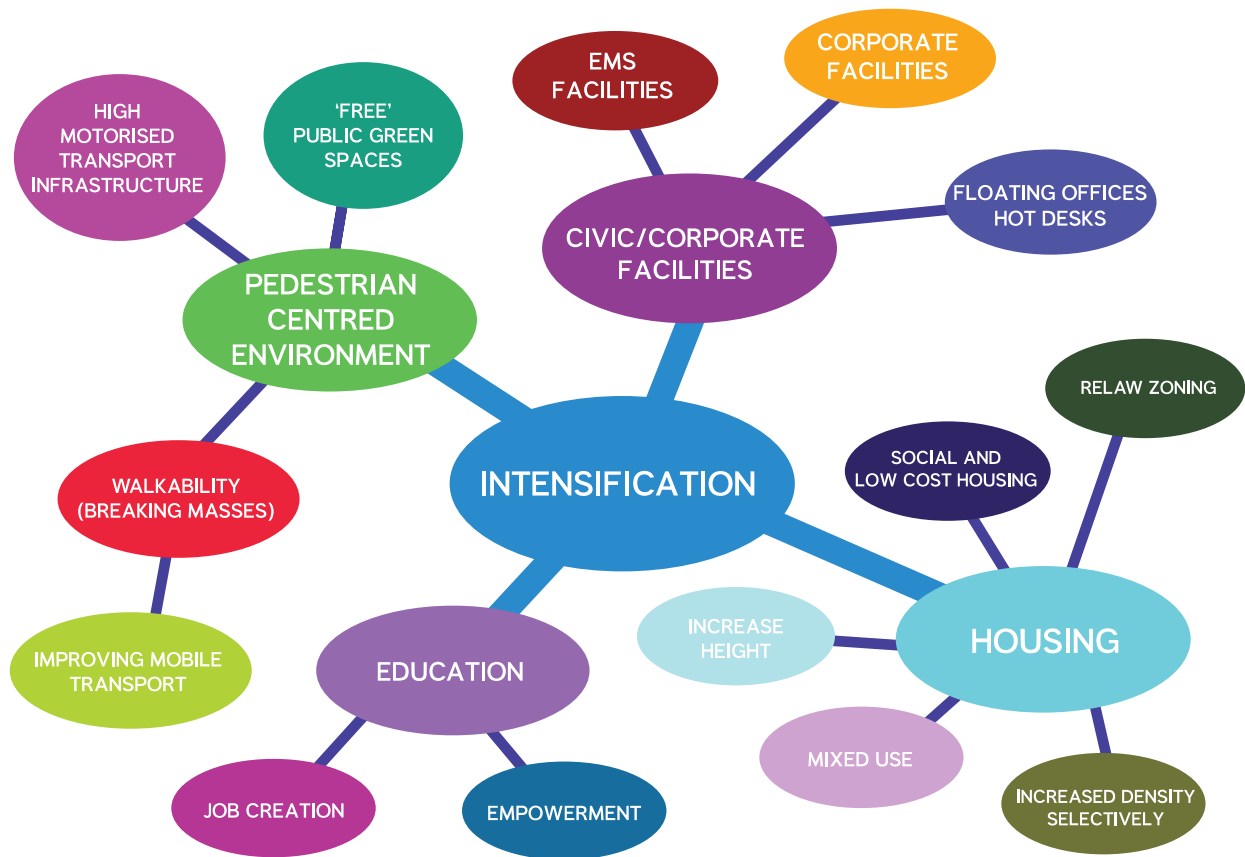 HIGH
MOTORISED
TRANSPORT
INFRASTRUCTURE
‘FREE’
PUBLIC GREEN
SPACES
EMS
FACILITIES
CORPORATE
FACILITIES
FLOATING OFFICES
HOT DESKS
CIVIC/CORPORATE
FACILITIES
PEDESTRIAN
CENTRED
ENVIRONMENT
RELAW ZONING
SOCIAL AND
LOW COST HOUSING
INTENSIFICATION
WALKABILITY
(BREAKING MASSES)
IMPROVING MOBILE
TRANSPORT
EDUCATION
INCREASE
HEIGHT
HOUSING
MIXED USE
JOB CREATION
EMPOWERMENT
INCREASED DENSITY
SELECTIVELY